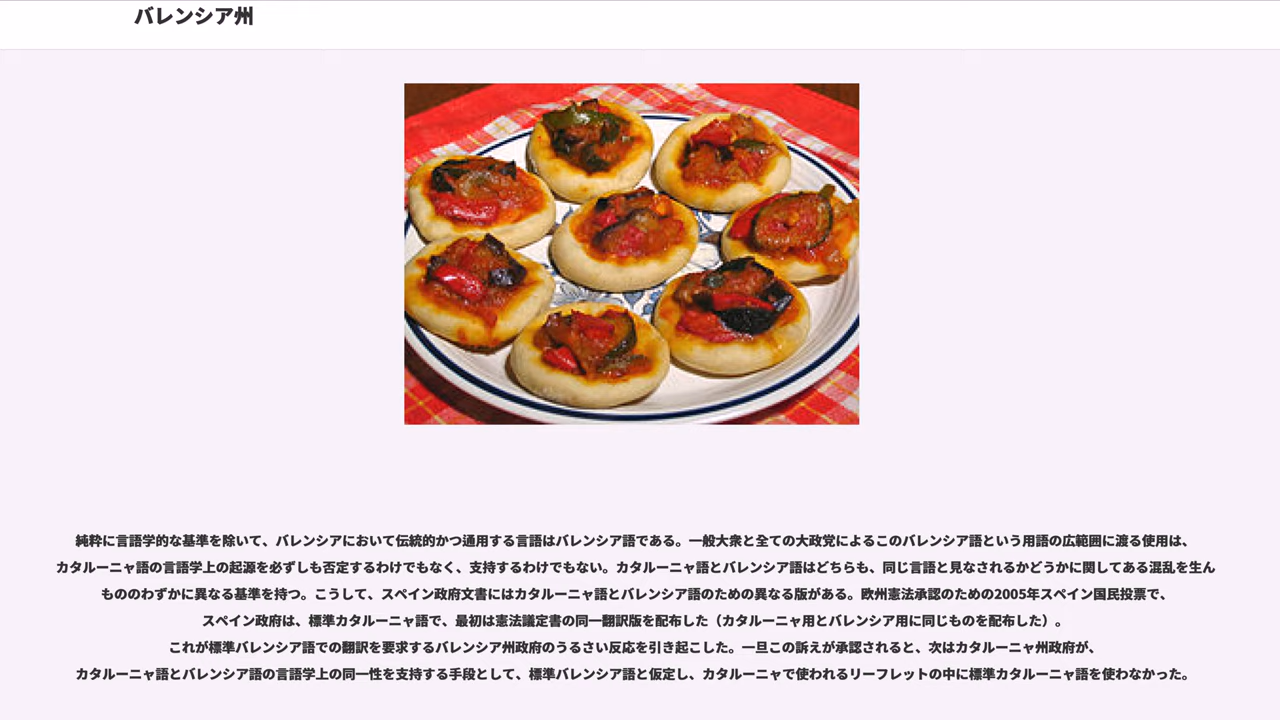 バレンシア州
純粋に言語学的な基準を除いて、バレンシアにおいて伝統的かつ通用する言語はバレンシア語である。一般大衆と全ての大政党によるこのバレンシア語という用語の広範囲に渡る使用は、
カタルーニャ語の言語学上の起源を必ずしも否定するわけでもなく、支持するわけでもない。カタルーニャ語とバレンシア語はどちらも、同じ言語と見なされるかどうかに関してある混乱を生ん
もののわずかに異なる基準を持つ。こうして、スペイン政府文書にはカタルーニャ語とバレンシア語のための異なる版がある。欧州憲法承認のための2005年スペイン国民投票で、
スペイン政府は、標準カタルーニャ語で、最初は憲法議定書の同一翻訳版を配布した（カタルーニャ用とバレンシア用に同じものを配布した）。
これが標準バレンシア語での翻訳を要求するバレンシア州政府のうるさい反応を引き起こした。一旦この訴えが承認されると、次はカタルーニャ州政府が、
カタルーニャ語とバレンシア語の言語学上の同一性を支持する手段として、標準バレンシア語と仮定し、カタルーニャで使われるリーフレットの中に標準カタルーニャ語を使わなかった。